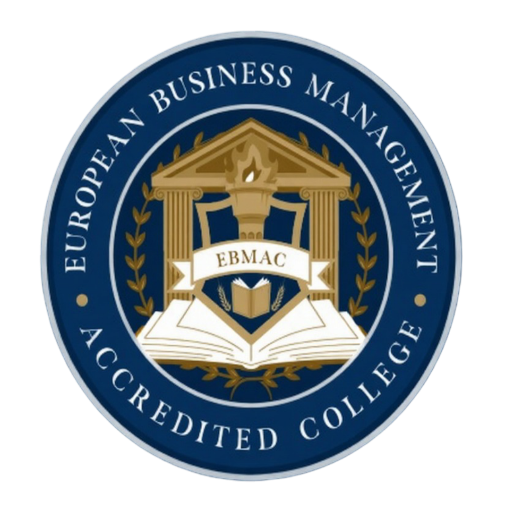 EUROPEAN BUSINESS MANAGEMENT
EBMAC
ACCREDITED COLLEGE